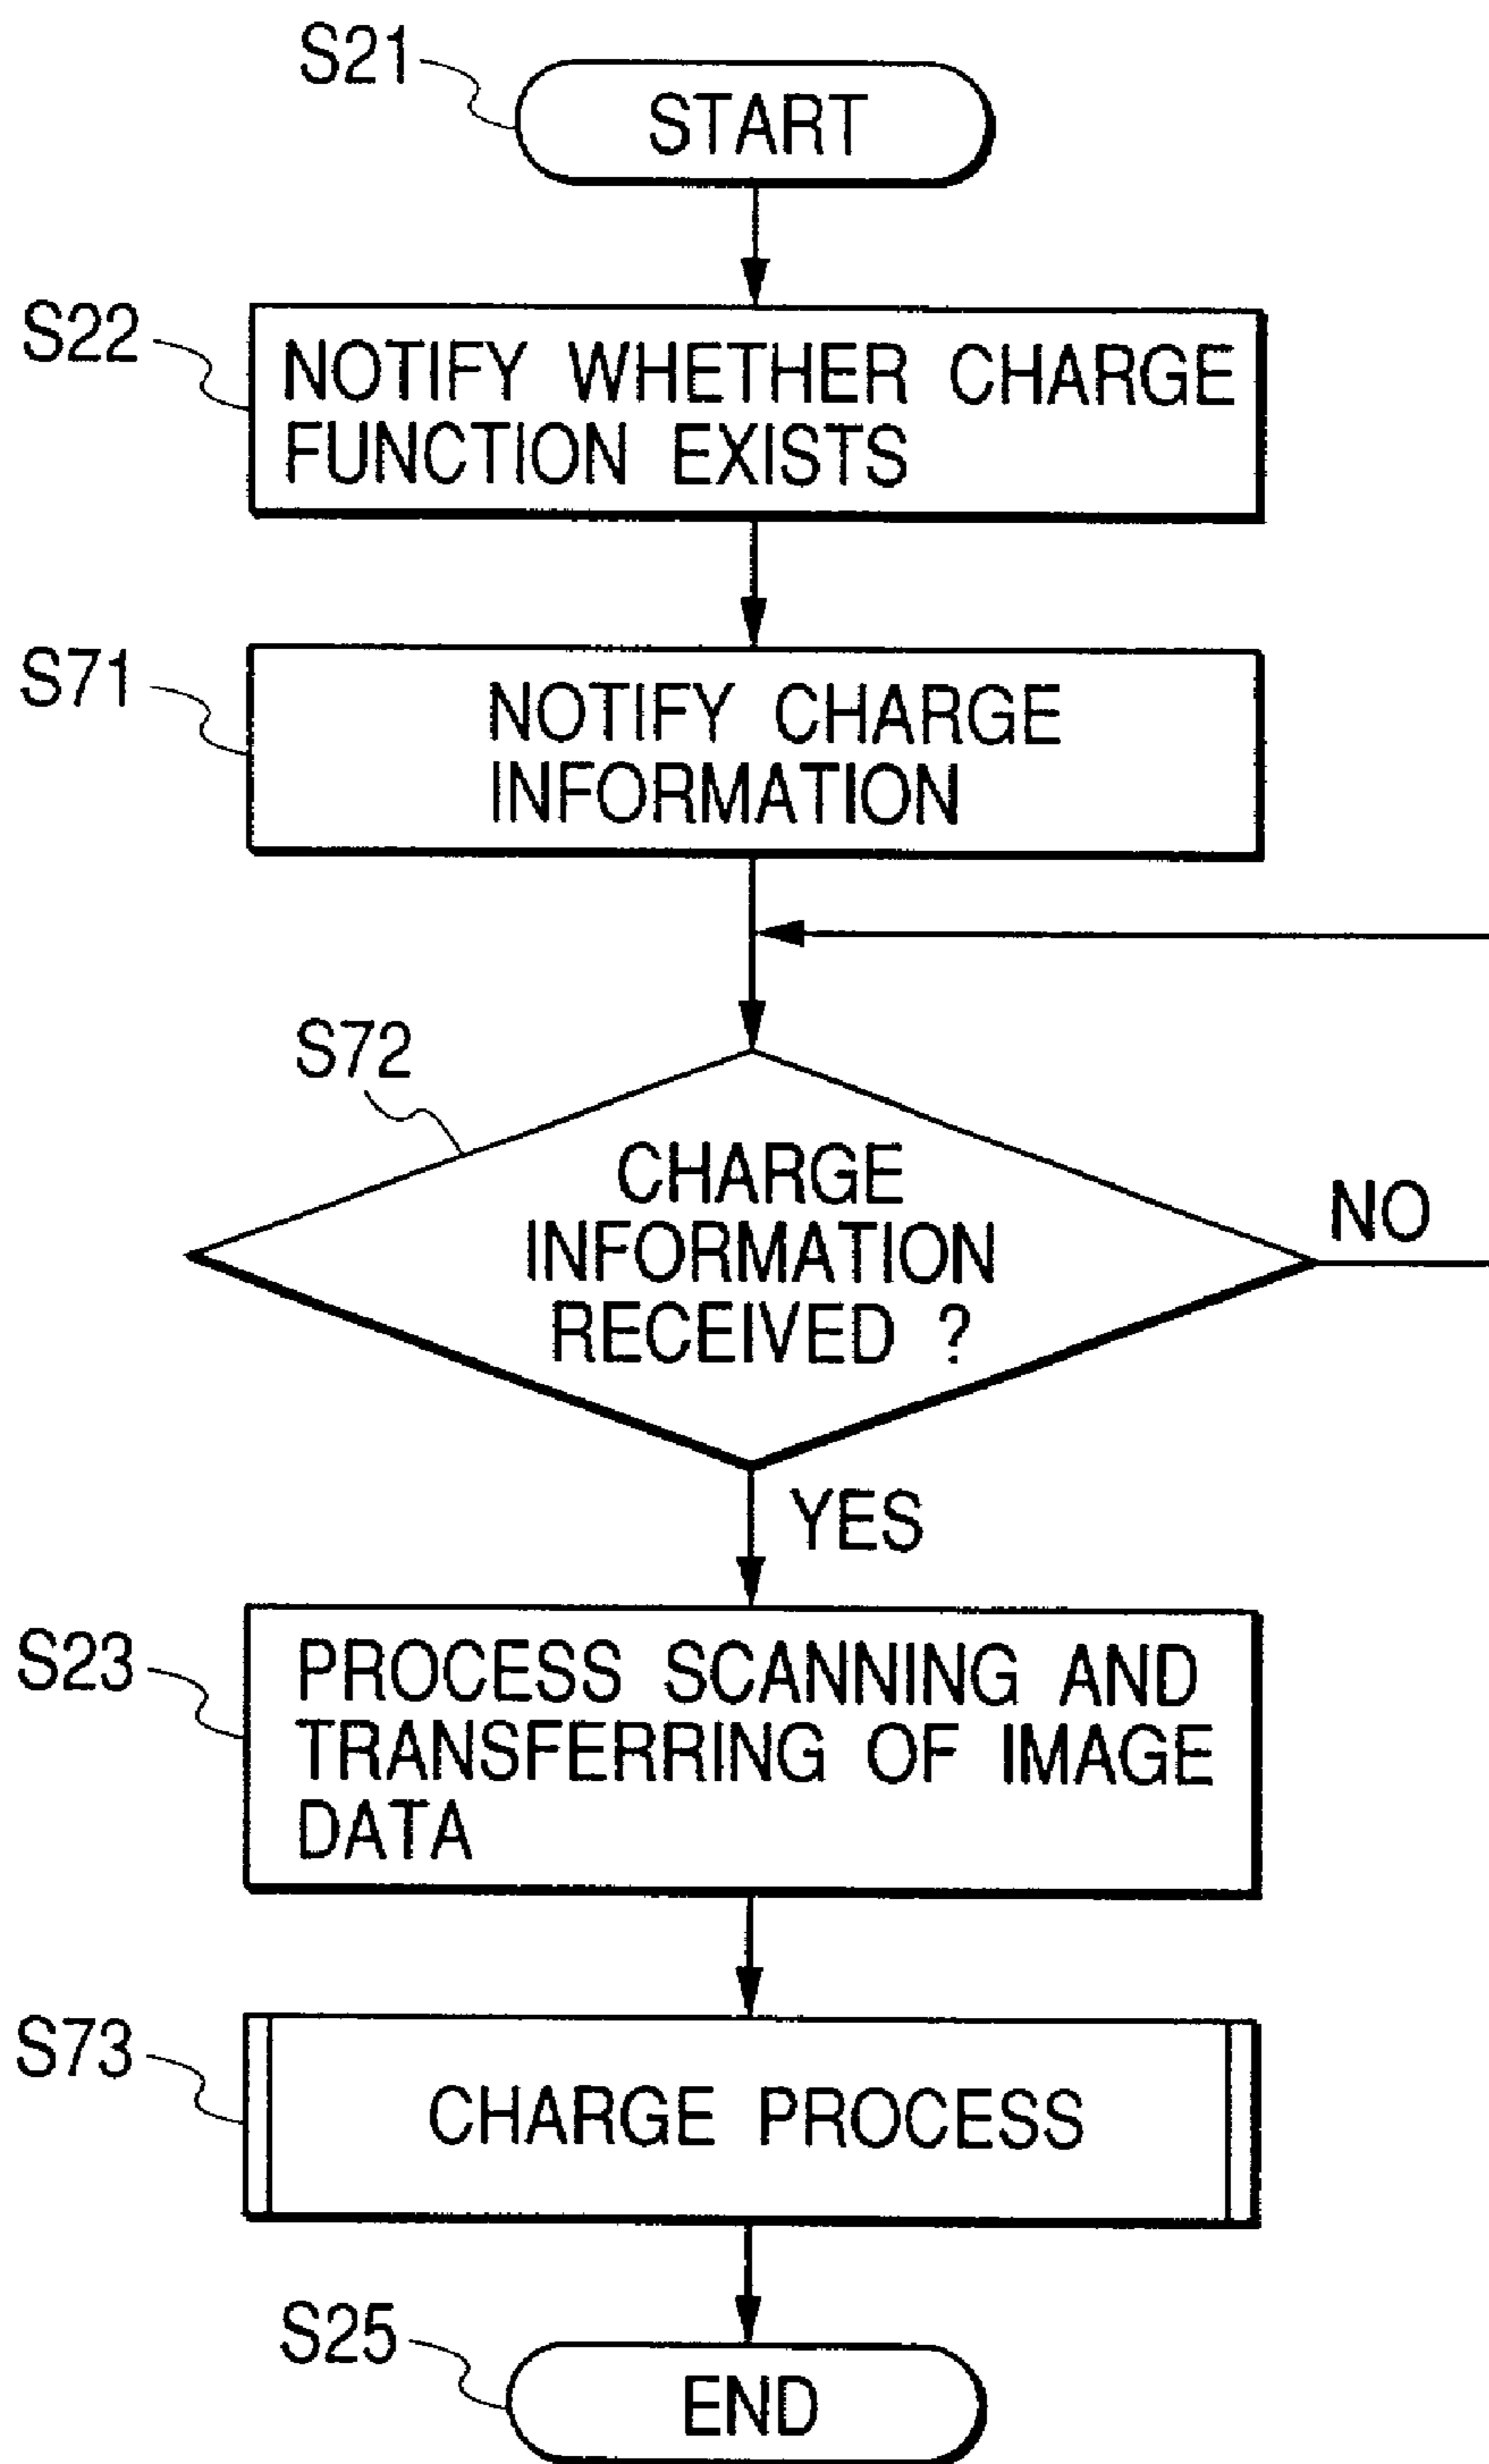 S21
START
S22
NOTIFY WHETHER CHARGE
FUNCTION EXISTS
S71
NOTIFY CHARGE
INFORMATION
S72
CHARGE
INFORMATION
RECEIVED ?
NO
YES
S23
PROCESS SCANNING AND
TRANSFERRING OF IMAGE
DATA
S73
CHARGE PROCESS
S25
END